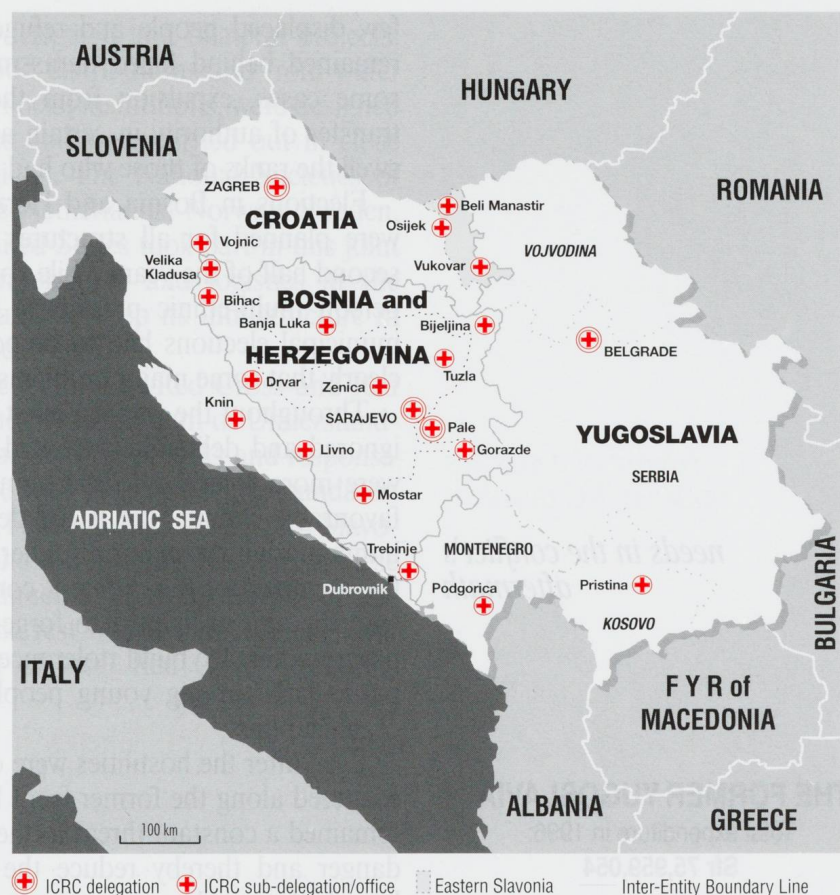 AUSTRIA
HUNGARY
SLOVENIA
ROMANIA
ZAGREB
CROATIA
Beli Manastir
Osijek
VOJVODINA
Vojnic
Velika
Kladusa
Vukovar
Bihac
BOSNIA and
HERZEGOVINA
Banja Luka
Bijeljina
BELGRADE
Tuzla
Drvar
Zenica
Knin
SARAJEVO
Pale
YUGOSLAVIA
Livno
Gorazde
SERBIA
Mostar
ADRIATIC SEA
Trebinje
MONTENEGRO
Dubrovnik
Podgorica
Pristina
KOSOVO
BULGARIA
ITALY
F Y R of
MACEDONIA
ALBANIA
GREECE
100 km
ICRC delegation
ICRC sub-delegation/office
Eastern Slavonia
Inter-Entity Boundary Line